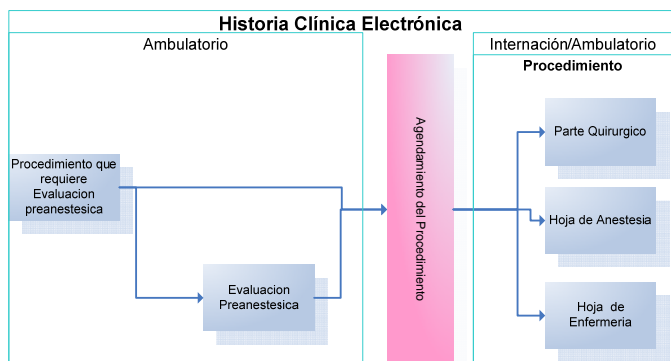 Historia Clínica Electrónica
Ambulatorio
Internación/Ambulatorio
Procedimiento
Procedimiento que
requiere
Evaluacion
preanestesica
Evaluacion
Preanestesica
Agendamiento del Procedimiento
Parte Quirurgico
Hoja de Anestesia
Hoja de
Enfermeria